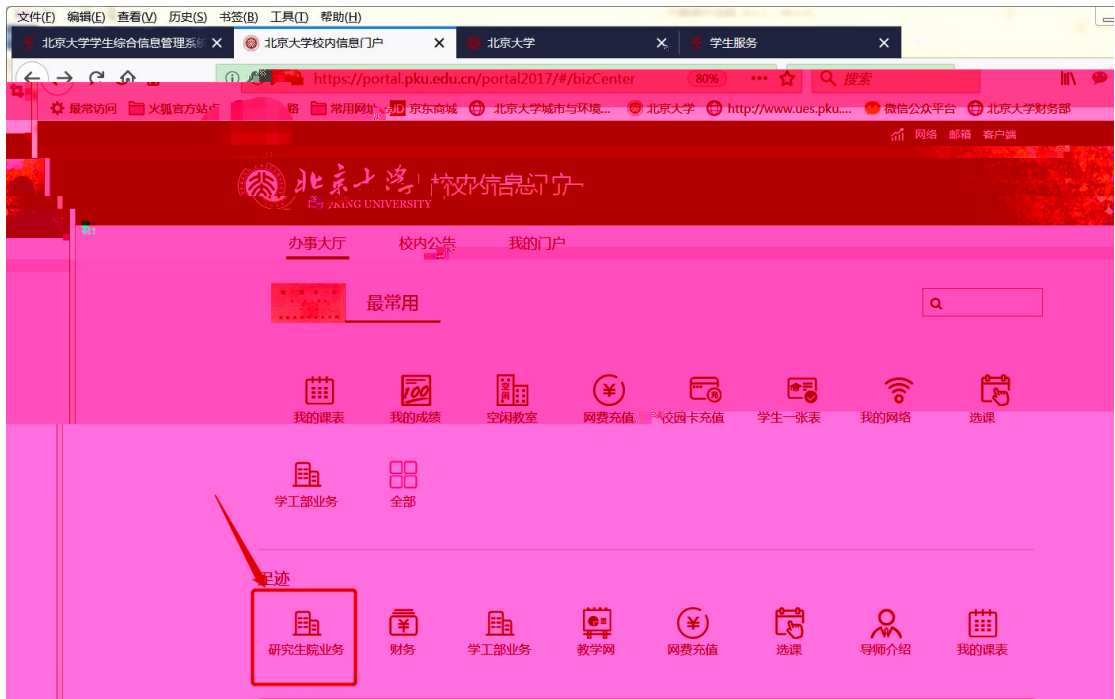 文件(F) 编辑(E) 查看(V) 历史(S) 书签(B) 工具(T) 帮助(H)
北京大学学生综合信息管理系统 北京大学校内信息门户 北京大学 学生服务
https://portal.pku.edu.cn/portal2017/#/bizCenter 80% 搜索
最常访问 火狐官方站点 常用网址 JD 京东商城 北京大学城市与环境... 北京大学 http://www.ues.pku.... 微信公众平台 北京大学财务部
网络 邮箱 客户端
北京大学 校内信息门户
PEKING UNIVERSITY
办事大厅 校内公告 我的门户
最常用
我的课表 我的成绩 空闲教室 网费充值 校园卡充值 学生一张表 我的网络 选课
学工部业务 全部
足迹
研究生院业务 财务 学工部业务 教学网 网费充值 选课 导师介绍 我的课表